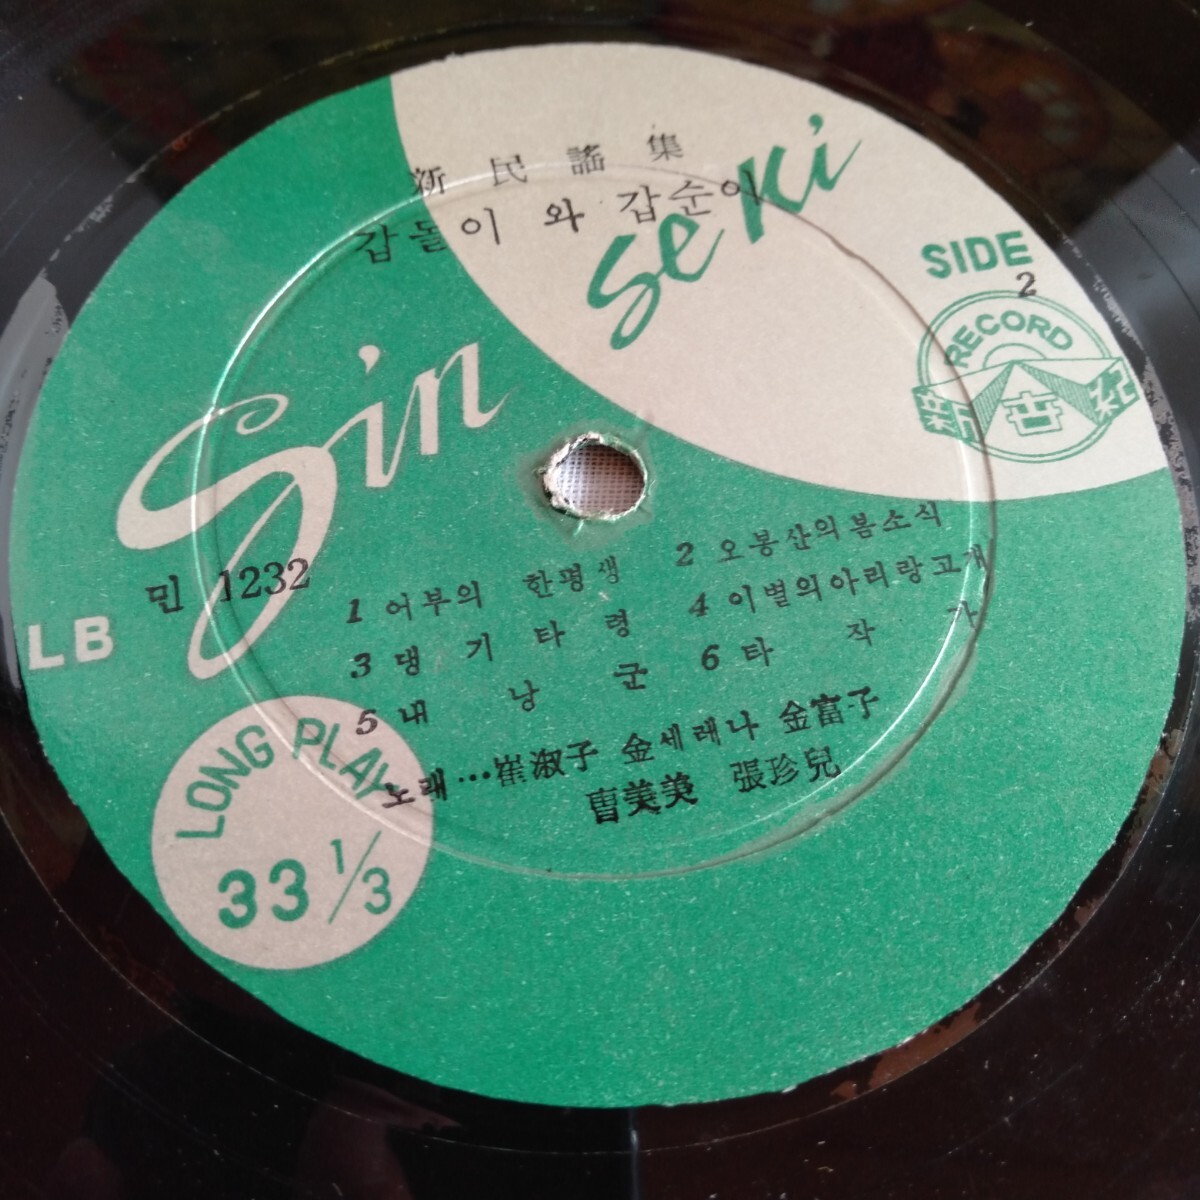 新民謠集
갑돌이 와 갑순이
Sin seki
SIDE
2
RECORD
新世紀
LB
민 1232
1 어부의 한평생
2 오봉산의봄소식
3 댕기타령
4 이별의아리랑고개
5 내낭군
6 타작가
노래…崔淑子 金세레나 金富子
曺美美 張珍兒
LONG PLAY
33 1/3